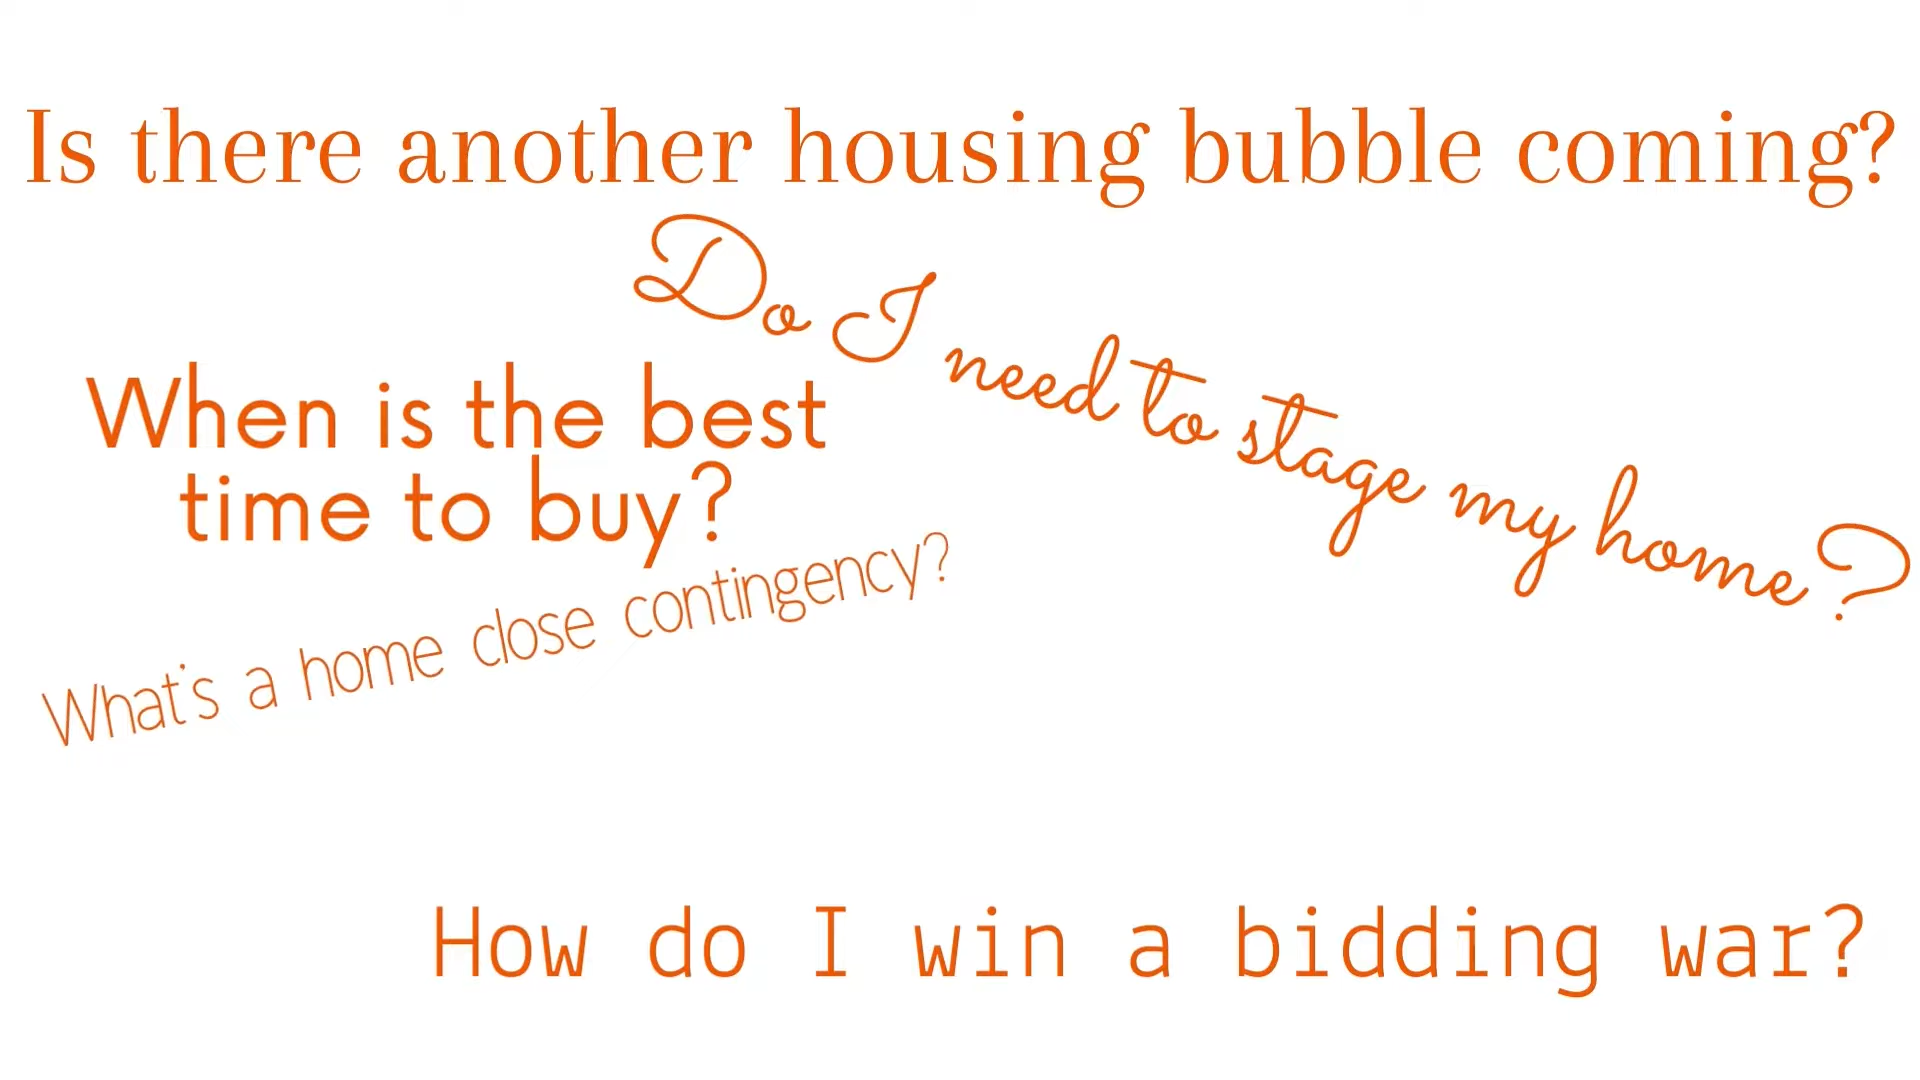 Is there another housing bubble coming?
Do I need to stage my home?
When is the best
time to buy?
What's a home close contingency?
How do I win a bidding war?